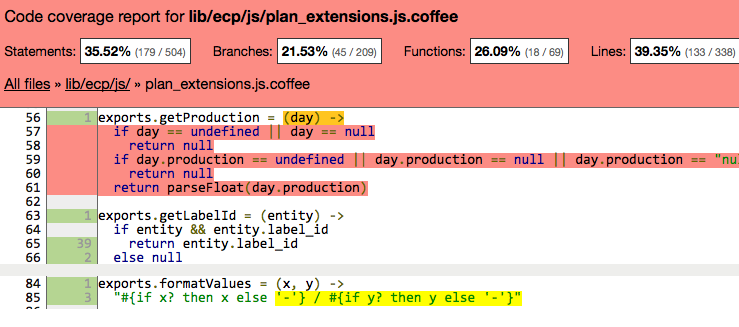 Code coverage report for lib/ecp/js/plan_extensions.js.coffee
Statements: 35.52% (179 / 504) Branches: 21.53% (45 / 209) Functions: 26.09% (18 / 69) Lines: 39.35% (133 / 338)
All files » lib/ecp/js/ » plan_extensions.js.coffee
56 1 exports.getProduction = (day) ->
57 if day == undefined || day == null
58 return null
59 if day.production == undefined || day.production == null || day.production == "nu
60 return null
61 return parseFloat(day.production)
62
63 1 exports.getLabelId = (entity) ->
64 if entity && entity.label_id
65 39 return entity.label_id
66 2 else null
84 1 exports.formatValues = (x, y) ->
85 3 "#{if x? then x else '-'} / #{if y? then y else '-'}"